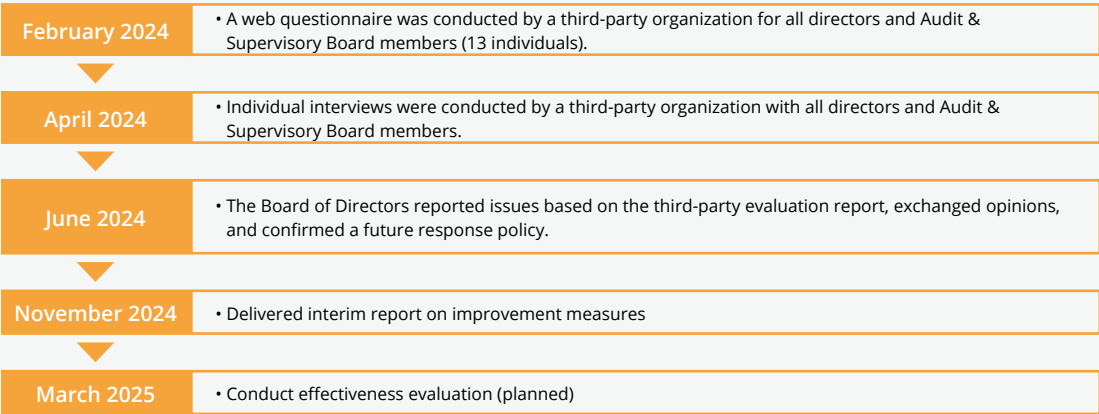 February 2024
• A web questionnaire was conducted by a third-party organization for all directors and Audit &
Supervisory Board members (13 individuals).
April 2024
• Individual interviews were conducted by a third-party organization with all directors and Audit &
Supervisory Board members.
June 2024
• The Board of Directors reported issues based on the third-party evaluation report, exchanged opinions,
and confirmed a future response policy.
November 2024
• Delivered interim report on improvement measures
March 2025
• Conduct effectiveness evaluation (planned)